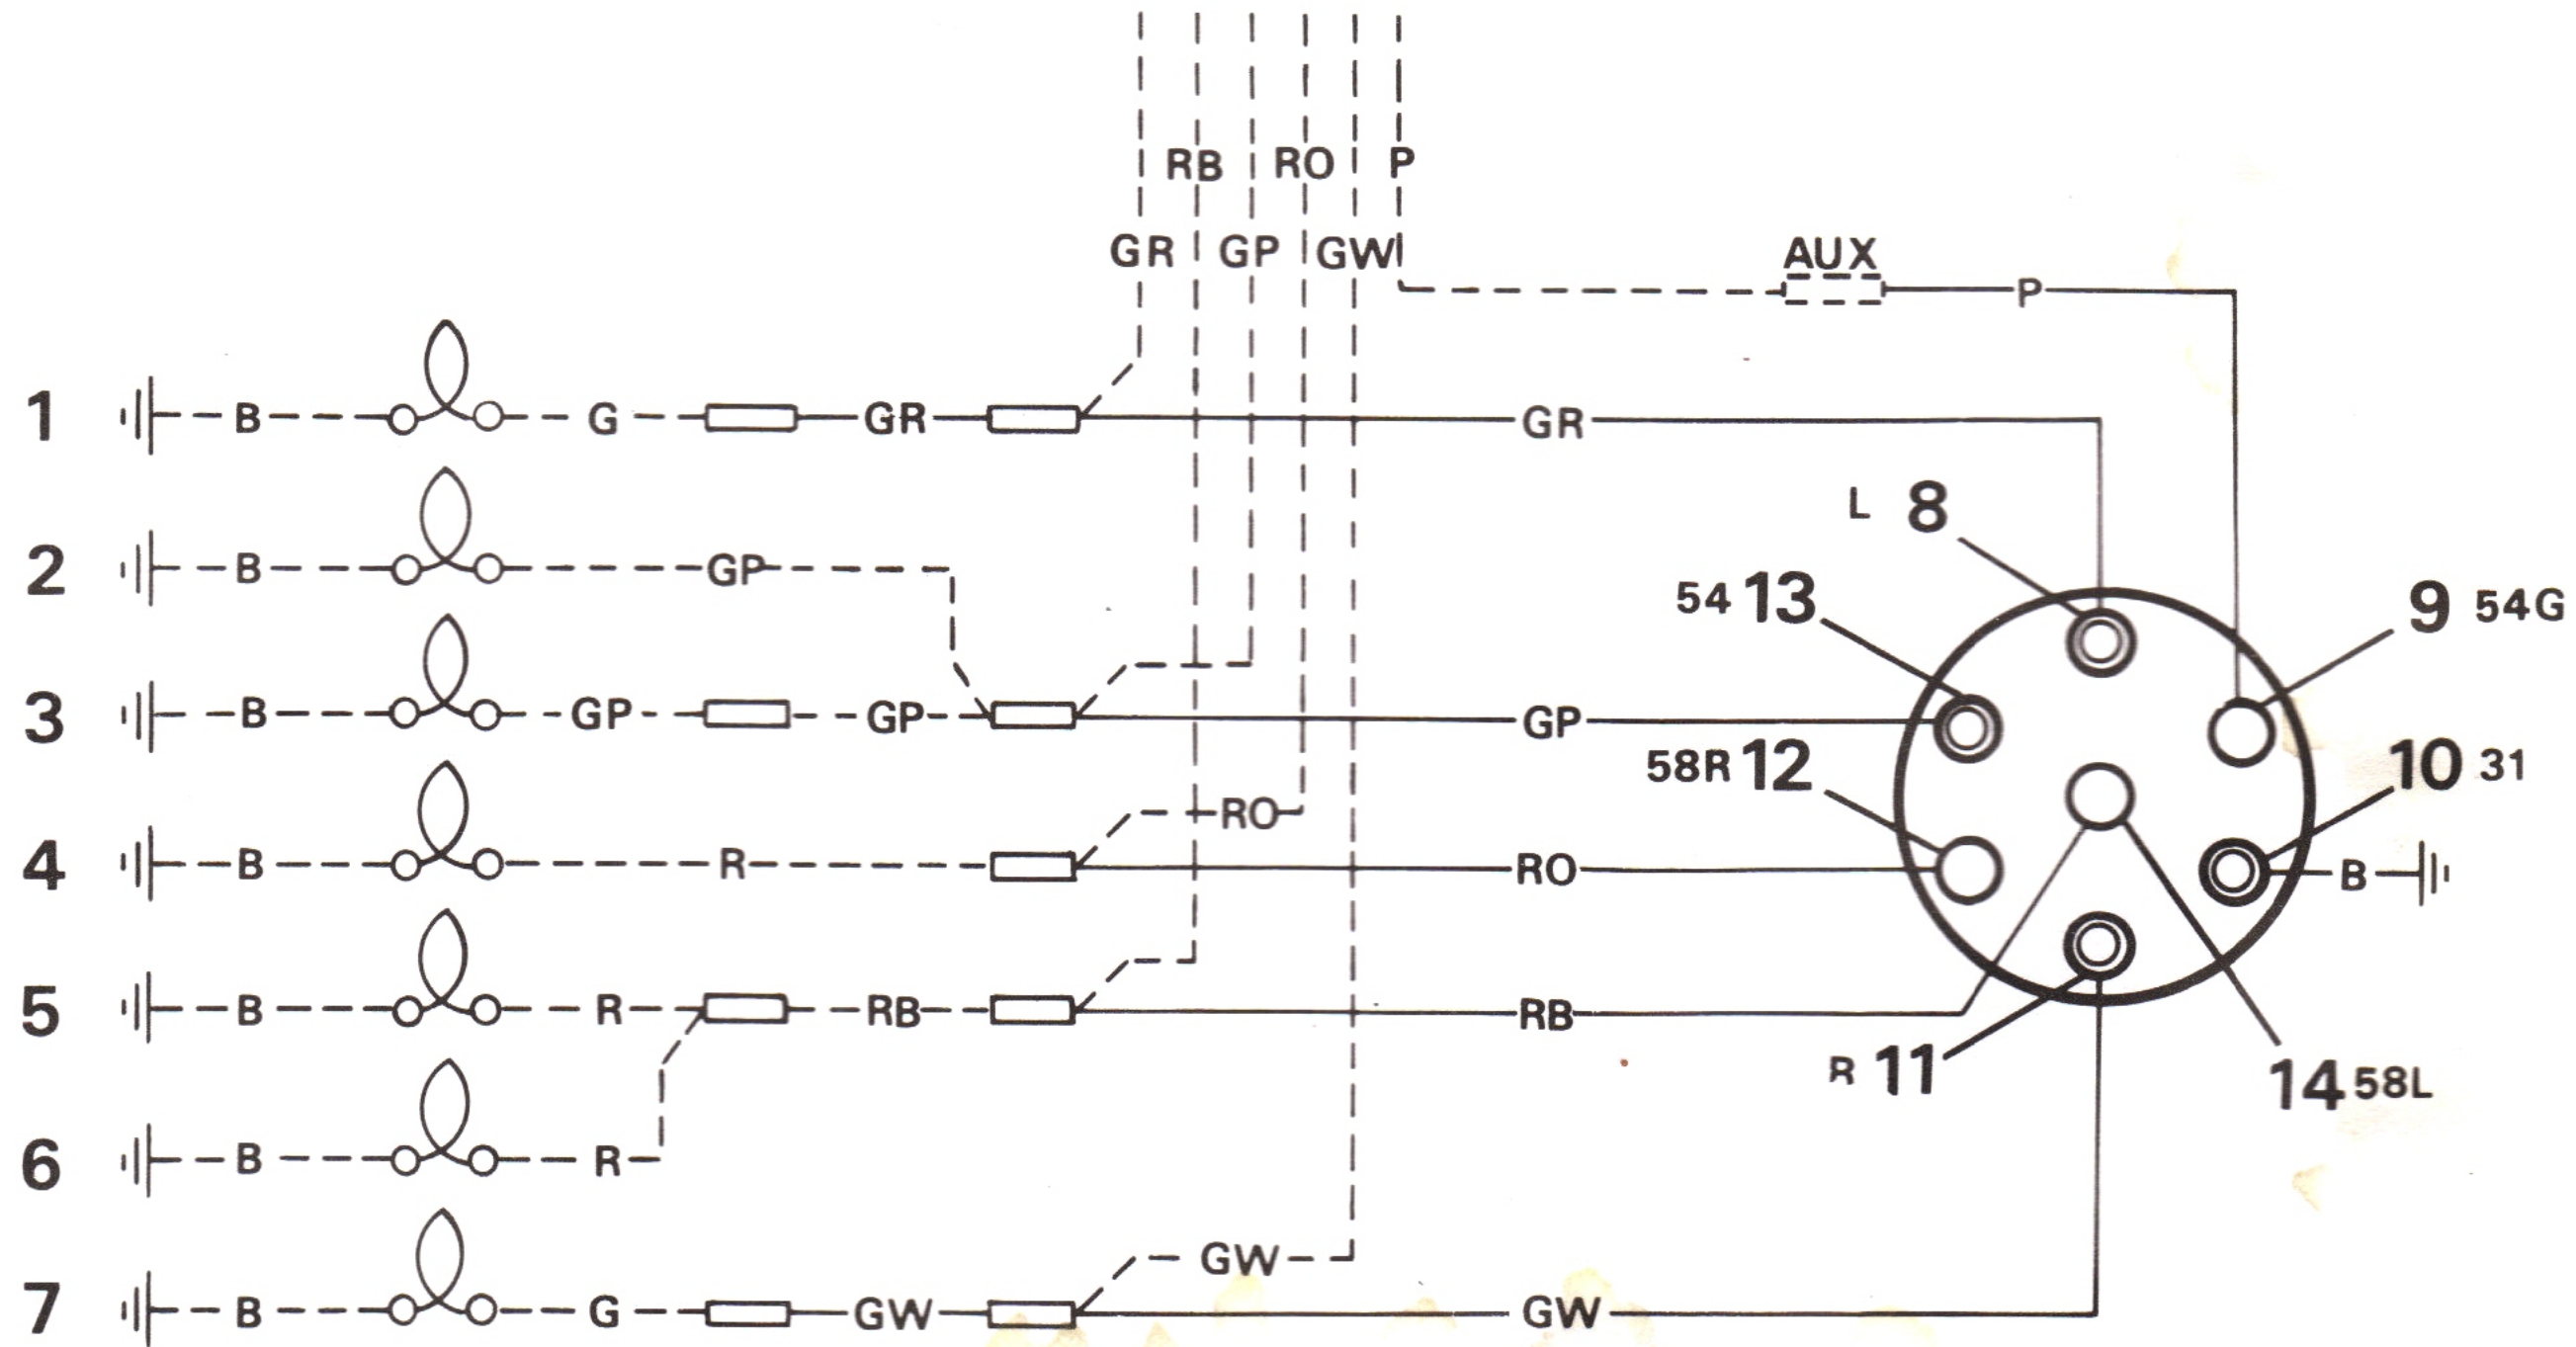 RB RO P
GR GP GW AUX
P
1 B G GR GR
L 8
2 B GP
54 13
9 54G
3 B GP GP GP
58R 12
10 31
RO
4 B R RO
B
5 B R RB RB
R 11
14 58L
6 B R
GW
7 B G GW GW